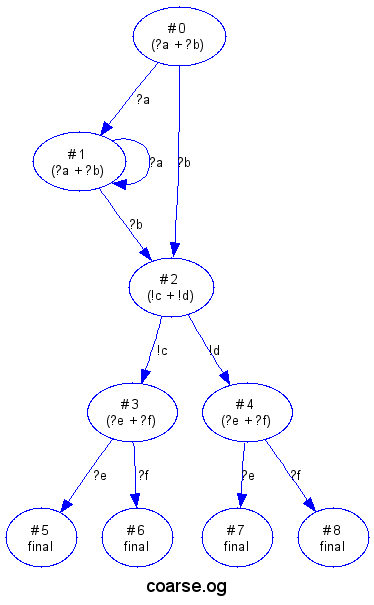 #0
(?a + ?b)
?a
#1
(?a + ?b)
?a
?b
?b
#2
(!c + !d)
!c
!d
#3
(?e + ?f)
#4
(?e + ?f)
?e
?f
?e
?f
#5
final
#6
final
#7
final
#8
final
coarse.og